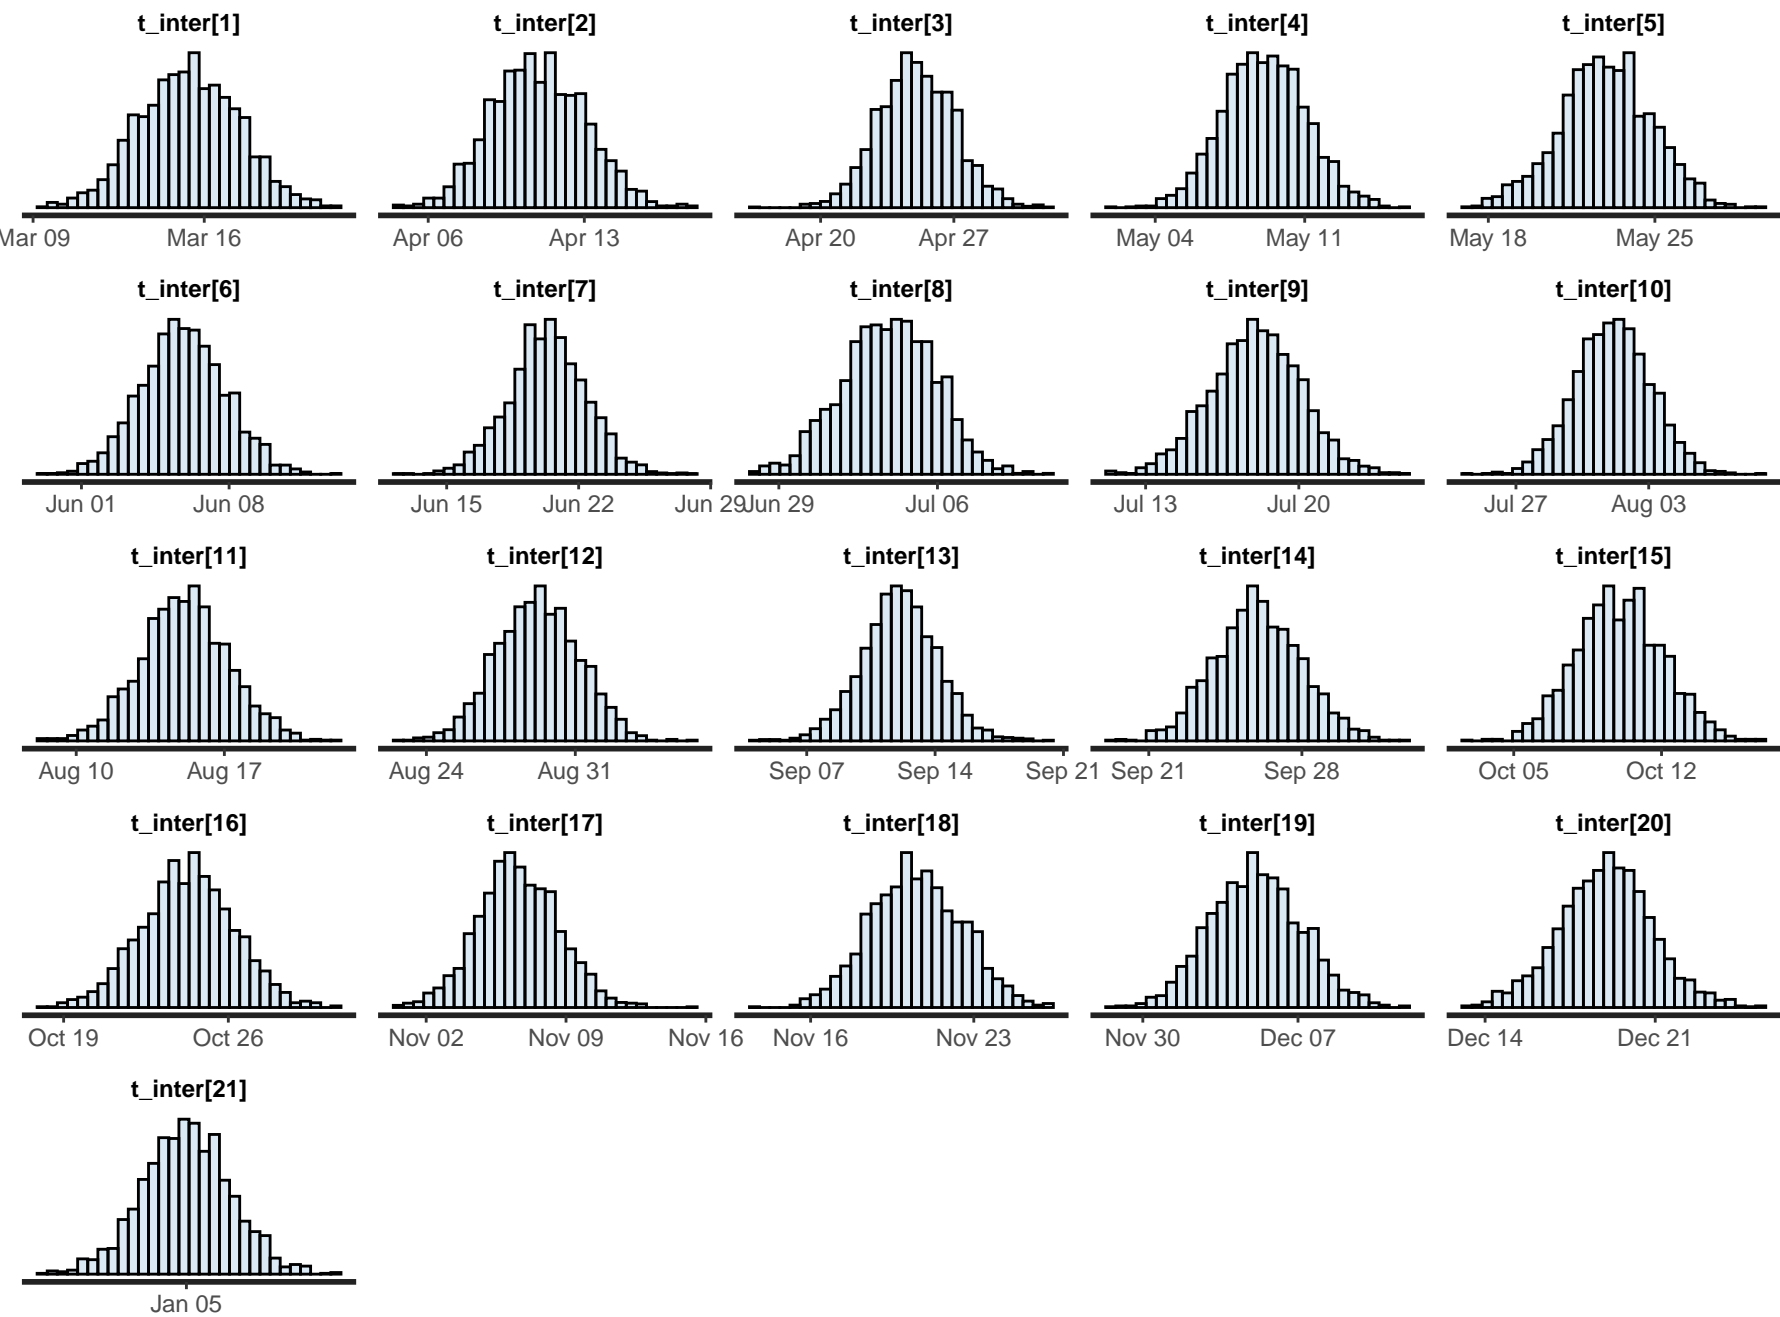 t_inter[1] t_inter[2] t_inter[3] t_inter[4] t_inter[5]
Mar 09 Mar 16 Apr 06 Apr 13 Apr 20 Apr 27 May 04 May 11 May 18 May 25
t_inter[6] t_inter[7] t_inter[8] t_inter[9] t_inter[10]
Jun 01 Jun 08 Jun 15 Jun 22 Jun 29 Jun 29 Jul 06 Jul 13 Jul 20 Jul 27 Aug 03
t_inter[11] t_inter[12] t_inter[13] t_inter[14] t_inter[15]
Aug 10 Aug 17 Aug 24 Aug 31 Sep 07 Sep 14 Sep 21 Sep 21 Sep 28 Oct 05 Oct 12
t_inter[16] t_inter[17] t_inter[18] t_inter[19] t_inter[20]
Oct 19 Oct 26 Nov 02 Nov 09 Nov 16 Nov 16 Nov 23 Nov 30 Dec 07 Dec 14 Dec 21
t_inter[21]
Jan 05